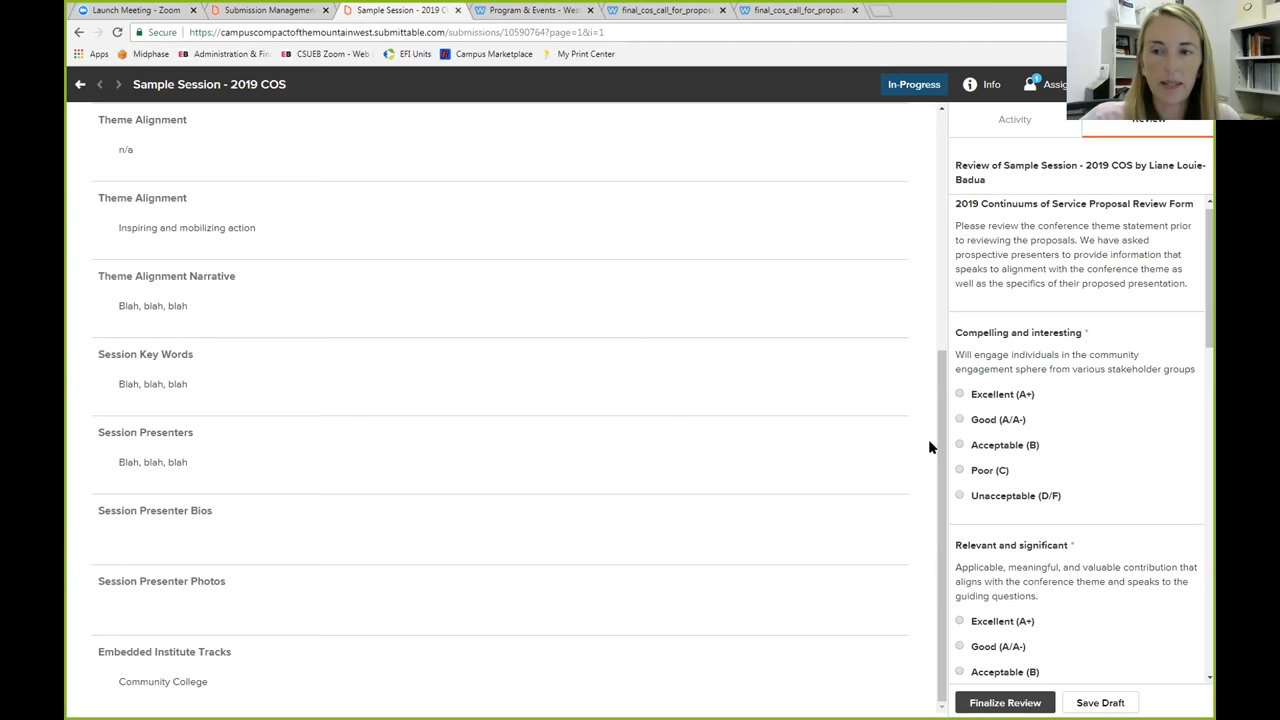 Launch Meeting - Zoom
Submission Management
Sample Session - 2019 CO
Program & Events - Wes
final_cos_call_for_propos
final_cos_call_for_propos
Secure
https://campuscompactofthemountainwest.submittable.com/submissions/10590764?page=1&i=1
Apps
Midphase
Administration & Fin
CSUEB Zoom - Web
EFI Units
Campus Marketplace
My Print Center
Sample Session - 2019 COS
In-Progress
Info
1
Assig
Theme Alignment
n/a
Theme Alignment
Inspiring and mobilizing action
Theme Alignment Narrative
Blah, blah, blah
Session Key Words
Blah, blah, blah
Session Presenters
Blah, blah, blah
Session Presenter Bios
Session Presenter Photos
Embedded Institute Tracks
Community College
Activity
Review
Review of Sample Session - 2019 COS by Liane Louie-
Badua
2019 Continuums of Service Proposal Review Form
Please review the conference theme statement prior
to reviewing the proposals. We have asked
prospective presenters to provide information that
speaks to alignment with the conference theme as
well as the specifics of their proposed presentation.
Compelling and interesting *
Will engage individuals in the community
engagement sphere from various stakeholder groups
Excellent (A+)
Good (A/A-)
Acceptable (B)
Poor (C)
Unacceptable (D/F)
Relevant and significant *
Applicable, meaningful, and valuable contribution that
aligns with the conference theme and speaks to the
guiding questions.
Excellent (A+)
Good (A/A-)
Acceptable (B)
Finalize Review
Save Draft